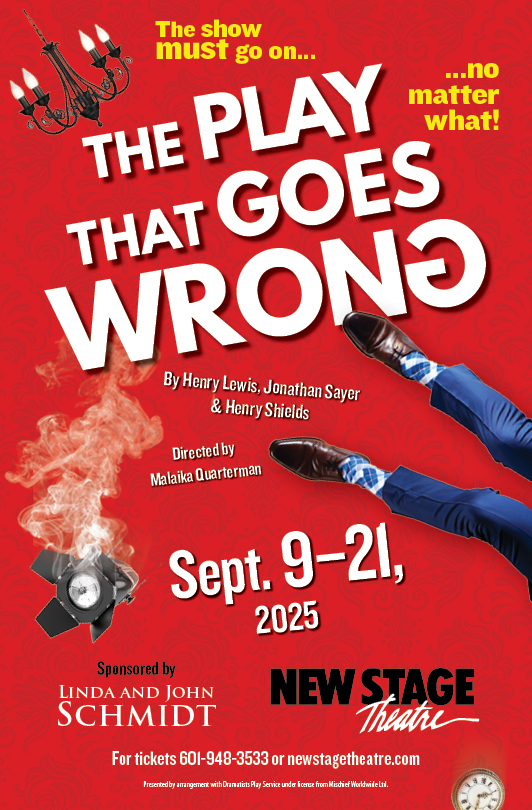 The show
must go on...
...no
matter
what!
THE PLAY
THAT GOES
WRONG
By Henry Lewis, Jonathan Sayer
& Henry Shields
Directed by
Malaika Quarterman
Sept. 9–21,
2025
Sponsored by
LINDA AND JOHN
SCHMIDT
NEW STAGE
Theatre
For tickets 601-948-3533 or newstagetheatre.com
Presented by arrangement with Dramatists Play Service under license from Mischief Worldwide Ltd.